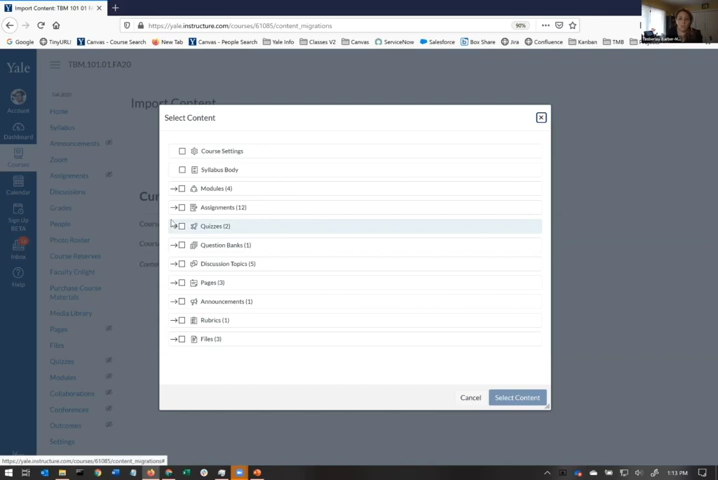 Import Content: TBM 101 01 FA
https://yale.instructure.com/courses/61085/content_migrations
90%
Google
TinyURL!
Canvas - Course Search
New Tab
Canvas - People Search
Yale Info
Classes V2
Canvas
ServiceNow
Salesforce
Box Share
Jira
Confluence
Kanban
TMB
Yale
TBM.101.01.FA20
Account
Dashboard
Courses
Calendar
Sign Up
BETA
Inbox
Help
Home
Syllabus
Announcements
Zoom
Assignments
Discussions
Grades
People
Photo Roster
Course Reserves
Faculty Enlight
Purchase Course
Materials
Media Library
Pages
Files
Quizzes
Modules
Collaborations
Conferences
Outcomes
Settings
Import Content
Select Content
Course Settings
Syllabus Body
Modules (4)
Assignments (12)
Quizzes (2)
Question Banks (1)
Discussion Topics (5)
Pages (3)
Announcements (1)
Rubrics (1)
Files (3)
Cancel
Select Content
https://yale.instructure.com/courses/61085/content_migrations#
1:13 PM